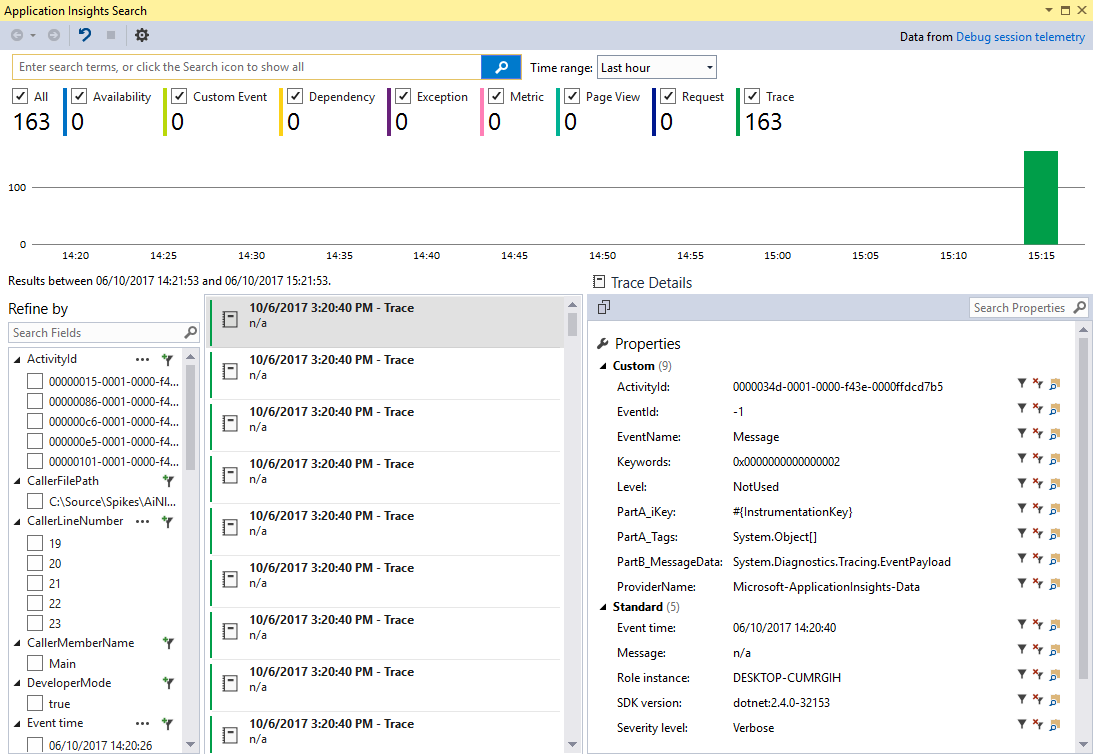 Application Insights Search
Data from Debug session telemetry
Enter search terms, or click the Search icon to show all
Time range: Last hour
All Availability Custom Event Dependency Exception Metric Page View Request Trace
163 0 0 0 0 0 0 0 163
100
0
14:20 14:25 14:30 14:35 14:40 14:45 14:50 14:55 15:00 15:05 15:10 15:15
Results between 06/10/2017 14:21:53 and 06/10/2017 15:21:53.
Refine by
Search Fields
ActivityId ...
00000015-0001-0000-f4...
00000086-0001-0000-f4...
000000c6-0001-0000-f4...
000000e5-0001-0000-f4...
00000101-0001-0000-f4...
CallerFilePath
C:\Source\Spikes\AiNl...
CallerLineNumber ...
19
20
21
22
23
CallerMemberName
Main
DeveloperMode
true
Event time ...
06/10/2017 14:20:26
10/6/2017 3:20:40 PM - Trace
n/a
10/6/2017 3:20:40 PM - Trace
n/a
10/6/2017 3:20:40 PM - Trace
n/a
10/6/2017 3:20:40 PM - Trace
n/a
10/6/2017 3:20:40 PM - Trace
n/a
10/6/2017 3:20:40 PM - Trace
n/a
10/6/2017 3:20:40 PM - Trace
n/a
10/6/2017 3:20:40 PM - Trace
n/a
10/6/2017 3:20:40 PM - Trace
n/a
Trace Details
Search Properties
Properties
Custom (9)
ActivityId: 0000034d-0001-0000-f43e-0000ffdcd7b5
EventId: -1
EventName: Message
Keywords: 0x0000000000000002
Level: NotUsed
PartA_iKey: #{InstrumentationKey}
PartA_Tags: System.Object[]
PartB_MessageData: System.Diagnostics.Tracing.EventPayload
ProviderName: Microsoft-ApplicationInsights-Data
Standard (5)
Event time: 06/10/2017 14:20:40
Message: n/a
Role instance: DESKTOP-CUMRGIH
SDK version: dotnet:2.4.0-32153
Severity level: Verbose